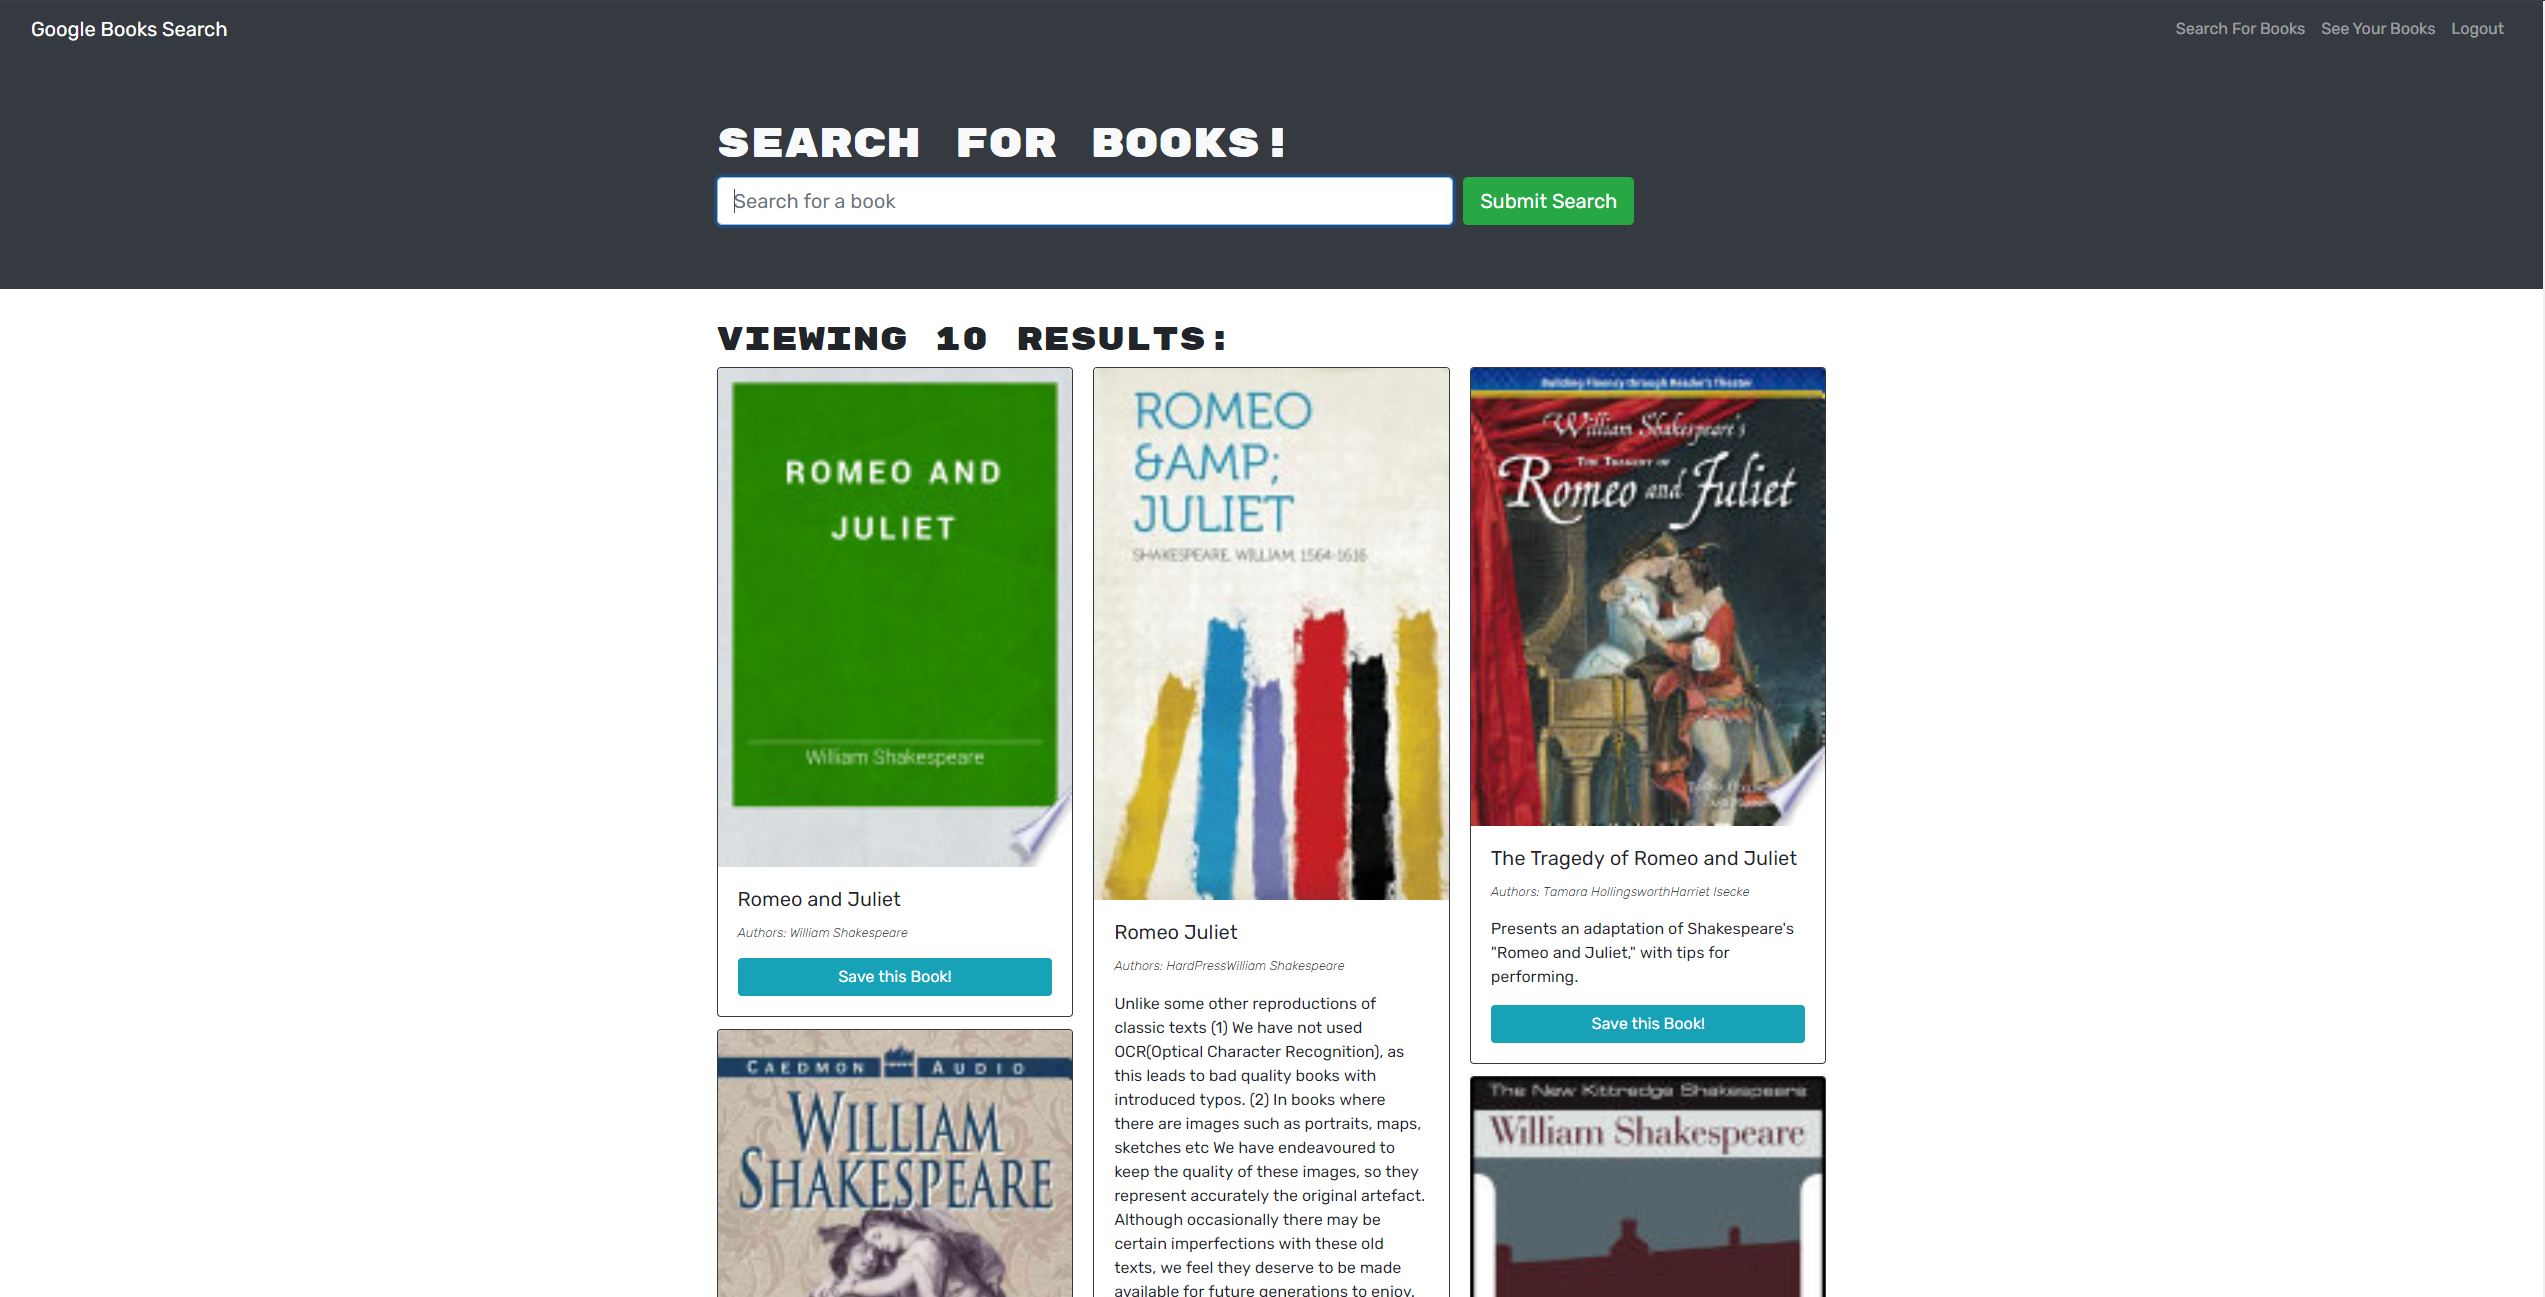 Google Books Search
Search For Books
See Your Books
Logout
SEARCH FOR BOOKS!
Search for a book
Submit Search
VIEWING 10 RESULTS:
ROMEO AND
JULIET
William Shakespeare
Romeo and Juliet
Authors: William Shakespeare
Save this Book!
CAEDMON AUDIO
WILLIAM
SHAKESPEARE
ROMEO
&AMP;
JULIET
SHAKESPEARE, WILLIAM, 1564-1616
Romeo Juliet
Authors: HardPressWilliam Shakespeare
Unlike some other reproductions of
classic texts (1) We have not used
OCR(Optical Character Recognition), as
this leads to bad quality books with
introduced typos. (2) In books where
there are images such as portraits, maps,
sketches etc We have endeavoured to
keep the quality of these images, so they
represent accurately the original artefact.
Although occasionally there may be
certain imperfections with these old
texts, we feel they deserve to be made
available for future generations to enjoy.
Building Fluency through Reader's Theater
William Shakespeare's
THE TRAGEDY OF
Romeo and Juliet
The Tragedy of Romeo and Juliet
Authors: Tamara HollingsworthHarriet Isecke
Presents an adaptation of Shakespeare's
"Romeo and Juliet," with tips for
performing.
Save this Book!
The New Kittredge Shakespeare
William Shakespeare